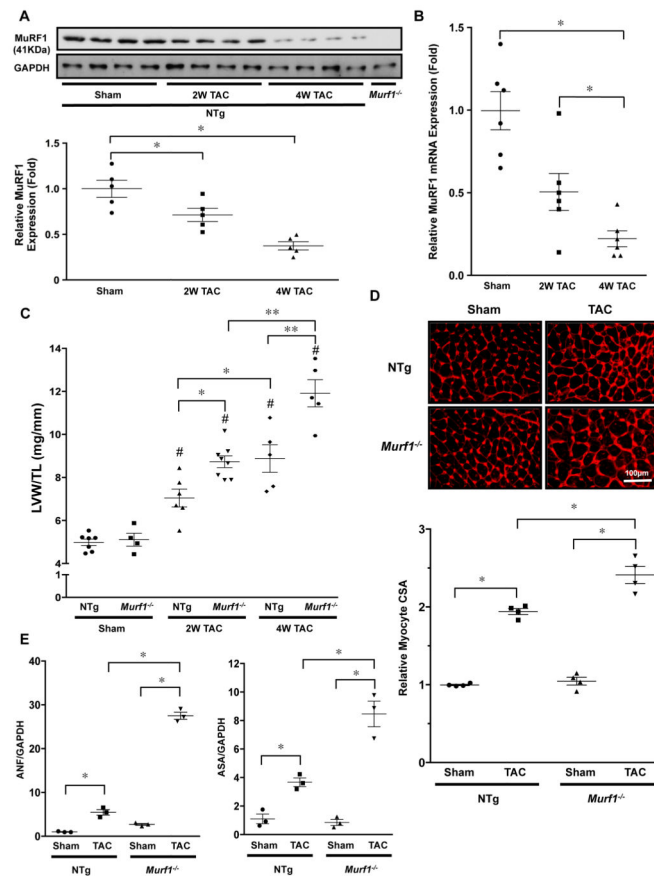 A
MuRF1
(41KDa)
GAPDH
Sham 2W TAC 4W TAC Murf1-/-
NTg
Relative MuRF1
Expression (Fold)
1.5
1.0
0.5
0.0
*
*
Sham 2W TAC 4W TAC
B
Relative MuRF1 mRNA Expression (Fold)
1.5
1.0
0.5
0.0
*
*
Sham 2W TAC 4W TAC
C
LVW/TL (mg/mm)
14
12
10
8
6
4
1
0
**
**
*
*
#
#
#
#
NTg Murf1-/- NTg Murf1-/- NTg Murf1-/-
Sham 2W TAC 4W TAC
D
Sham TAC
NTg
Murf1-/-
100µm
Relative Myocyte CSA
3
2
2
1
0
*
*
*
Sham TAC Sham TAC
NTg Murf1-/-
E
ANF/GAPDH
40
30
20
10
0
*
*
*
Sham TAC Sham TAC
NTg Murf1-/-
ASA/GAPDH
12
10
8
6
4
2
0
*
*
*
Sham TAC Sham TAC
NTg Murf1-/-